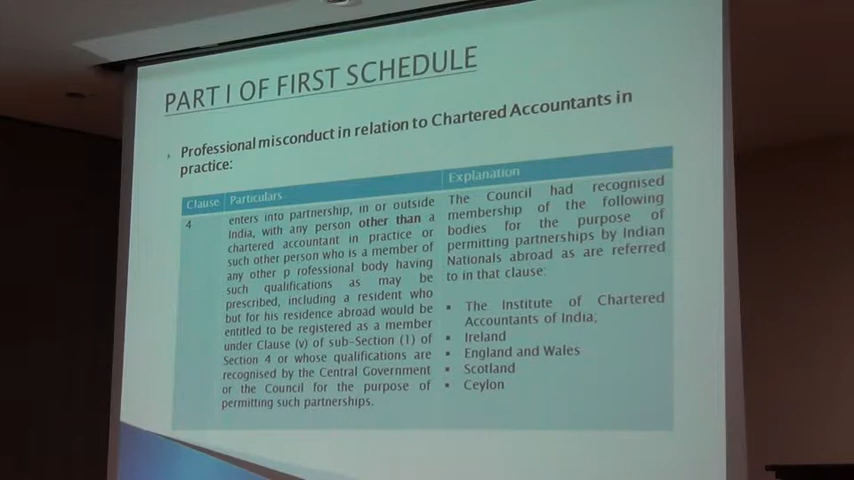 PART I OF FIRST SCHEDULE
Professional misconduct in relation to Chartered Accountants in
practice:
Clause Particulars Explanation
4
enters into partnership, in or outside
India, with any person other than a
chartered accountant in practice or
such other person who is a member of
any other p rofessional body having
such qualifications as may be
prescribed, including a resident who
but for his residence abroad would be
entitled to be registered as a member
under Clause (v) of sub-Section (1) of
Section 4 or whose qualifications are
recognised by the Central Government
or the Council for the purpose of
permitting such partnerships.
The Council had recognised
membership of the following
bodies for the purpose of
permitting partnerships by Indian
Nationals abroad as are referred
to in that clause:
The Institute of Chartered
Accountants of India;
Ireland
England and Wales
Scotland
Ceylon